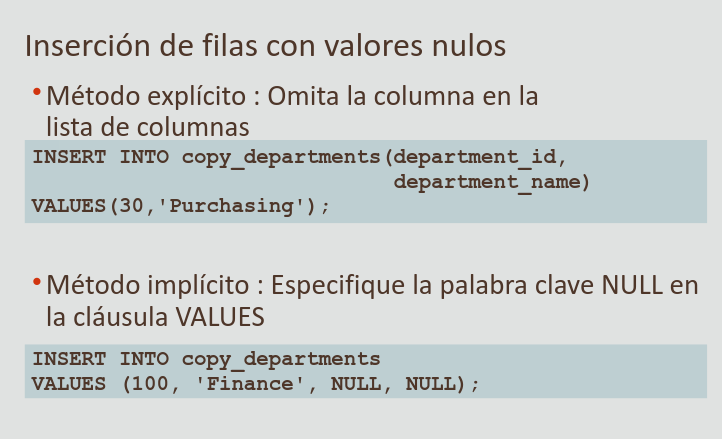 Inserción de filas con valores nulos
•Método explícito : Omita la columna en la
lista de columnas
INSERT INTO copy_departments(department_id,
department_name)
VALUES(30,'Purchasing');
•Método implícito : Especifique la palabra clave NULL en
la cláusula VALUES
INSERT INTO copy_departments
VALUES (100, 'Finance', NULL, NULL);